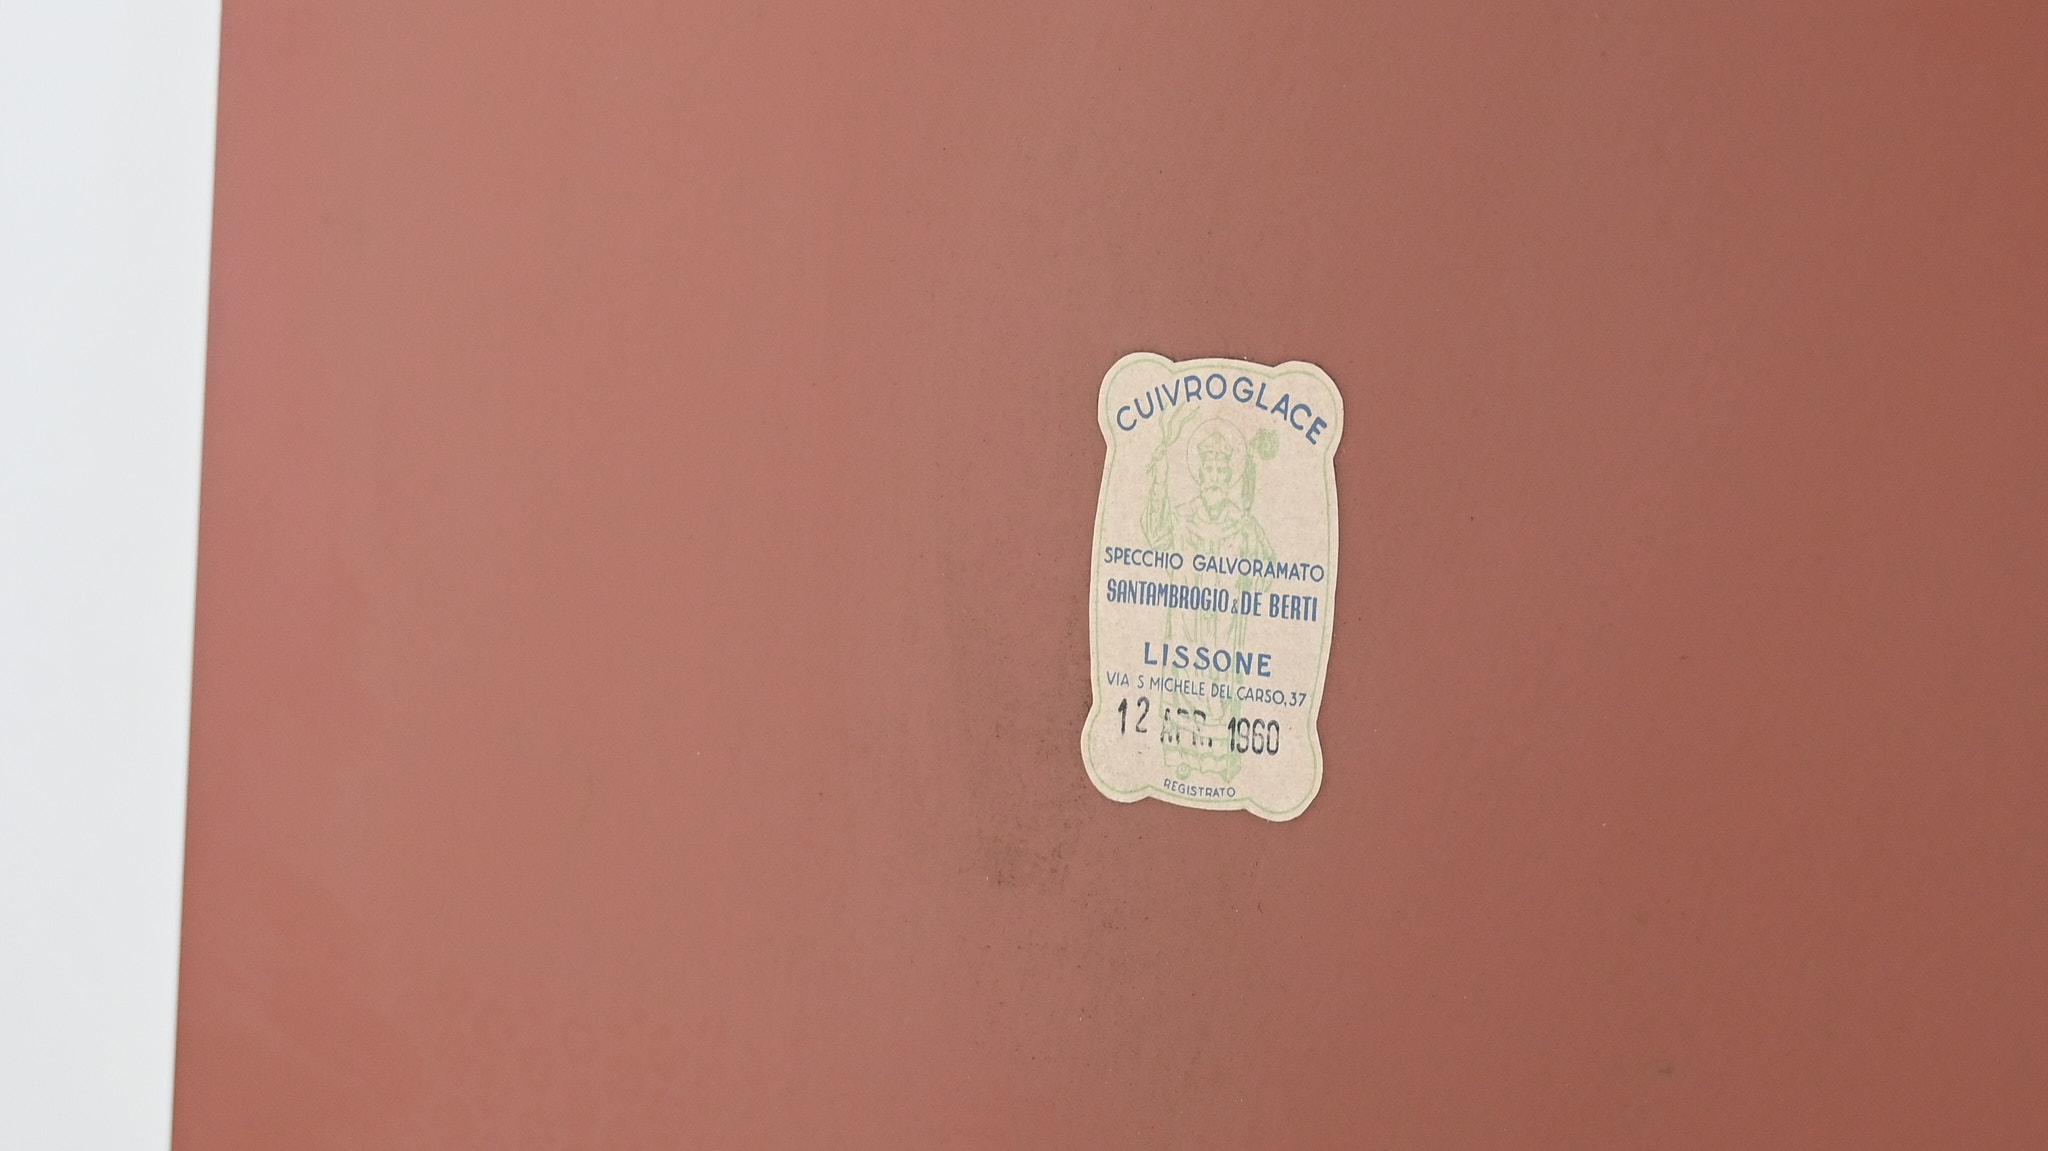 CUIVROGLACE
SPECCHIO GALVORAMATO
SANTAMBROGIO & DE BERTI
LISSONE
VIA S MICHELE DEL CARSO, 37
12 APR. 1960
REGISTRATO